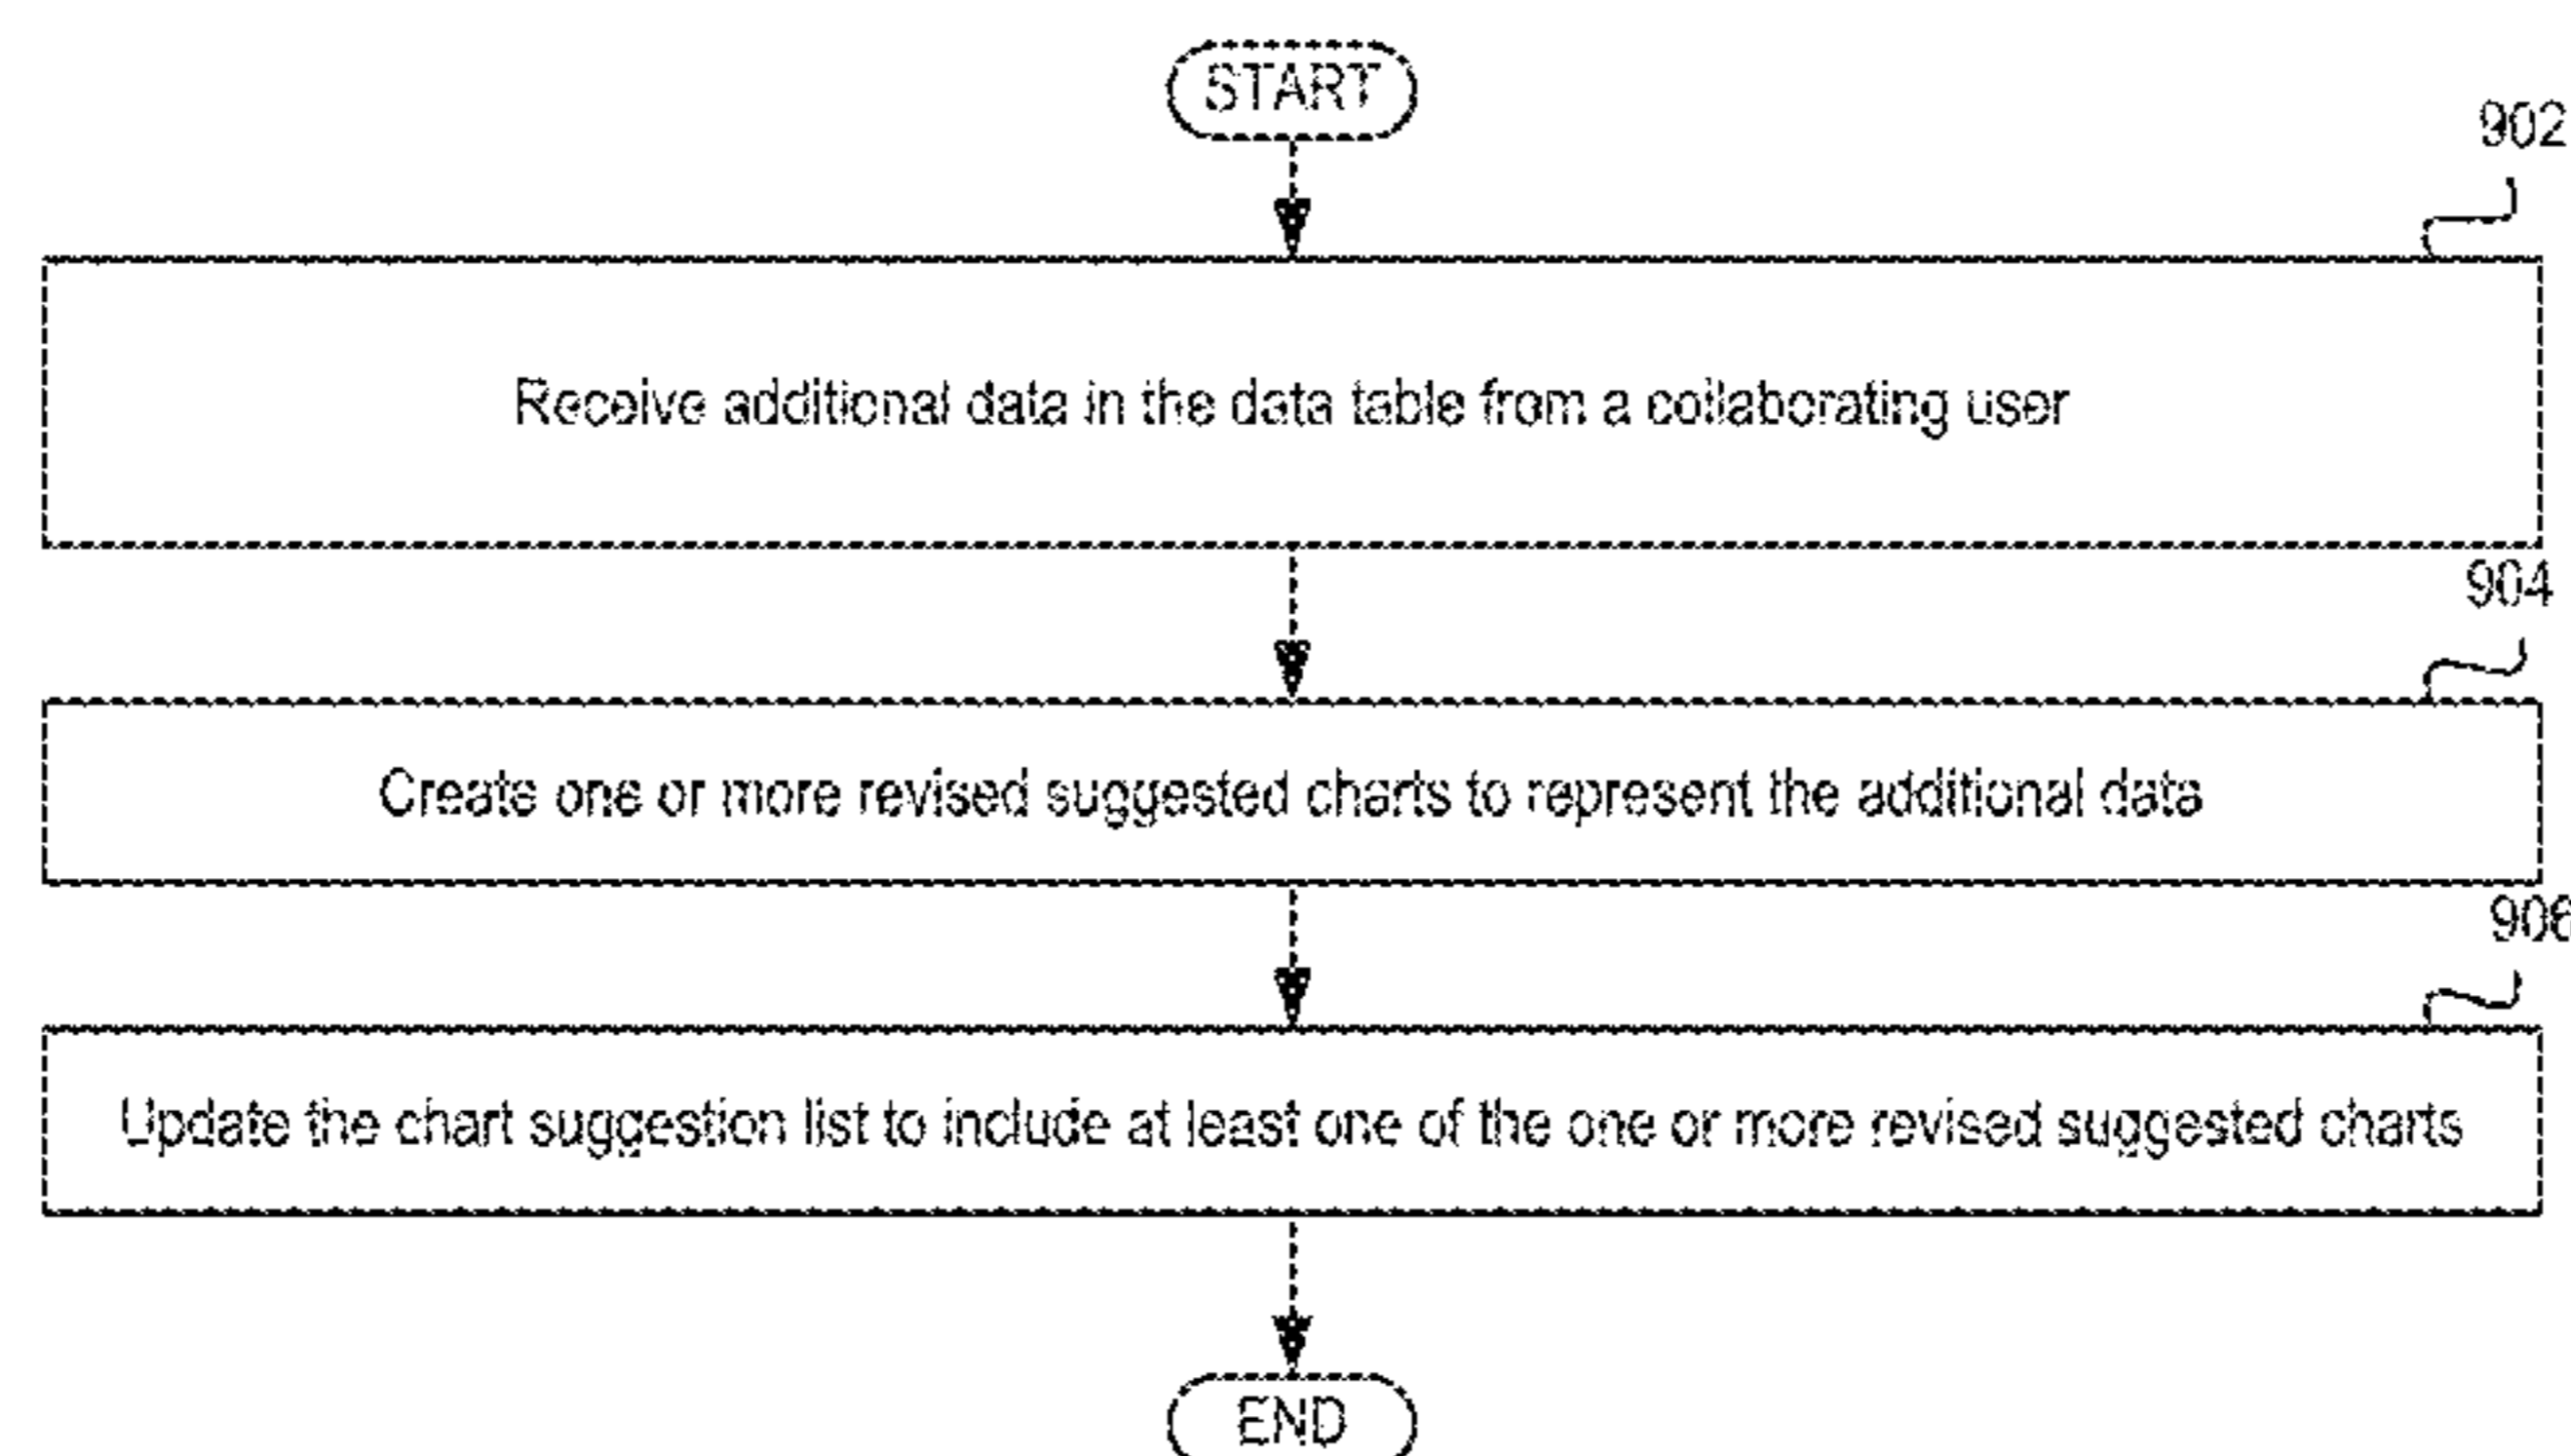 START
902
Receive additional data in the data table from a collaborating user
904
Create one or more revised suggested charts to represent the additional data
906
Update the chart suggestion list to include at least one of the one or more revised suggested charts
END